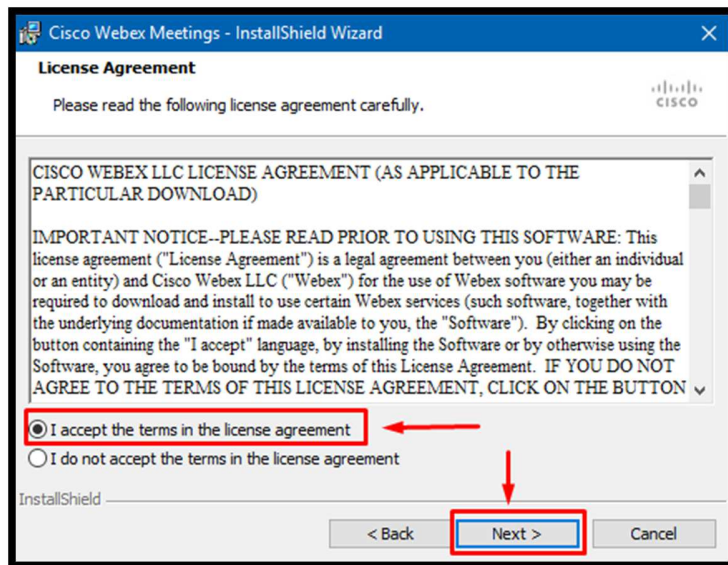 Cisco Webex Meetings - InstallShield Wizard
License Agreement
Please read the following license agreement carefully.
CISCO
CISCO WEBEX LLC LICENSE AGREEMENT (AS APPLICABLE TO THE
PARTICULAR DOWNLOAD)
IMPORTANT NOTICE--PLEASE READ PRIOR TO USING THIS SOFTWARE: This
license agreement ("License Agreement") is a legal agreement between you (either an individual
or an entity) and Cisco Webex LLC ("Webex") for the use of Webex software you may be
required to download and install to use certain Webex services (such software, together with
the underlying documentation if made available to you, the "Software").  By clicking on the
button containing the "I accept" language, by installing the Software or by otherwise using the
Software, you agree to be bound by the terms of this License Agreement.  IF YOU DO NOT
AGREE TO THE TERMS OF THIS LICENSE AGREEMENT, CLICK ON THE BUTTON
I accept the terms in the license agreement
I do not accept the terms in the license agreement
InstallShield
< Back
Next >
Cancel